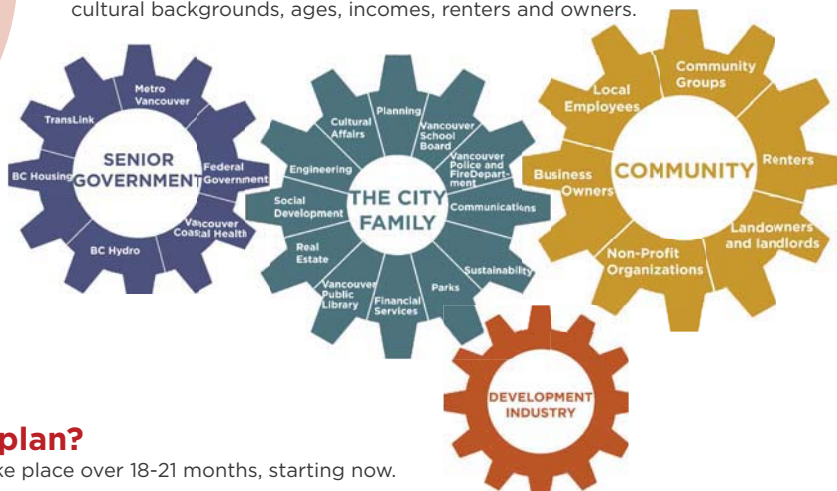 cultural backgrounds, ages, incomes, renters and owners.
SENIOR
GOVERNMENT
Metro
Vancouver
TransLink
BC Housing
BC Hydro
Vancouver
Coastal Health
Federal
Government
THE CITY
FAMILY
Planning
Vancouver
School
Board
Vancouver
Police and
FireDepart-
ment
Communications
Sustainability
Parks
Financial
Services
Vancouver
Public
Library
Real
Estate
Social
Development
Engineering
Cultural
Affairs
COMMUNITY
Community
Groups
Renters
Landowners
and landlords
Non-Profit
Organizations
Business
Owners
Local
Employees
DEVELOPMENT
INDUSTRY
plan?
ke place over 18-21 months, starting now.